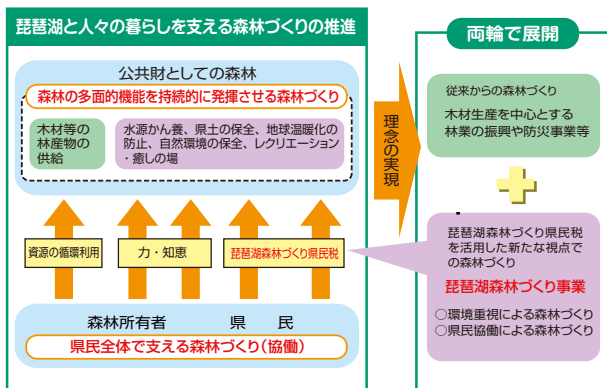 琵琶湖と人々の暮らしを支える森林づくりの推進
公共財としての森林
森林の多面的機能を持続的に発揮させる森林づくり
木材等の
林産物の
供給
水源かん養、県土の保全、地球温暖化の
防止、自然環境の保全、レクリエーション
・癒しの場
資源の循環利用
力・知恵
琵琶湖森林づくり県民税
森林所有者
県 民
県民全体で支える森林づくり(協働)
理念の実現
両輪で展開
従来からの森林づくり
木材生産を中心とする
林業の振興や防災事業等
琵琶湖森林づくり県民税
を活用した新たな視点で
の森林づくり
琵琶湖森林づくり事業
○環境重視による森林づくり
○県民協働による森林づくり